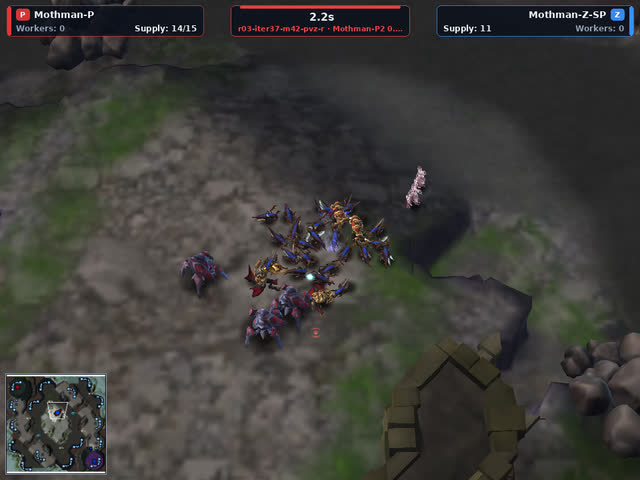 P Mothman-P
Workers: 0 Supply: 14/15
2.2s
r03-iter37-m42-pvz-r · Mothman-P2 0....
Mothman-Z-SP Z
Supply: 11 Workers: 0